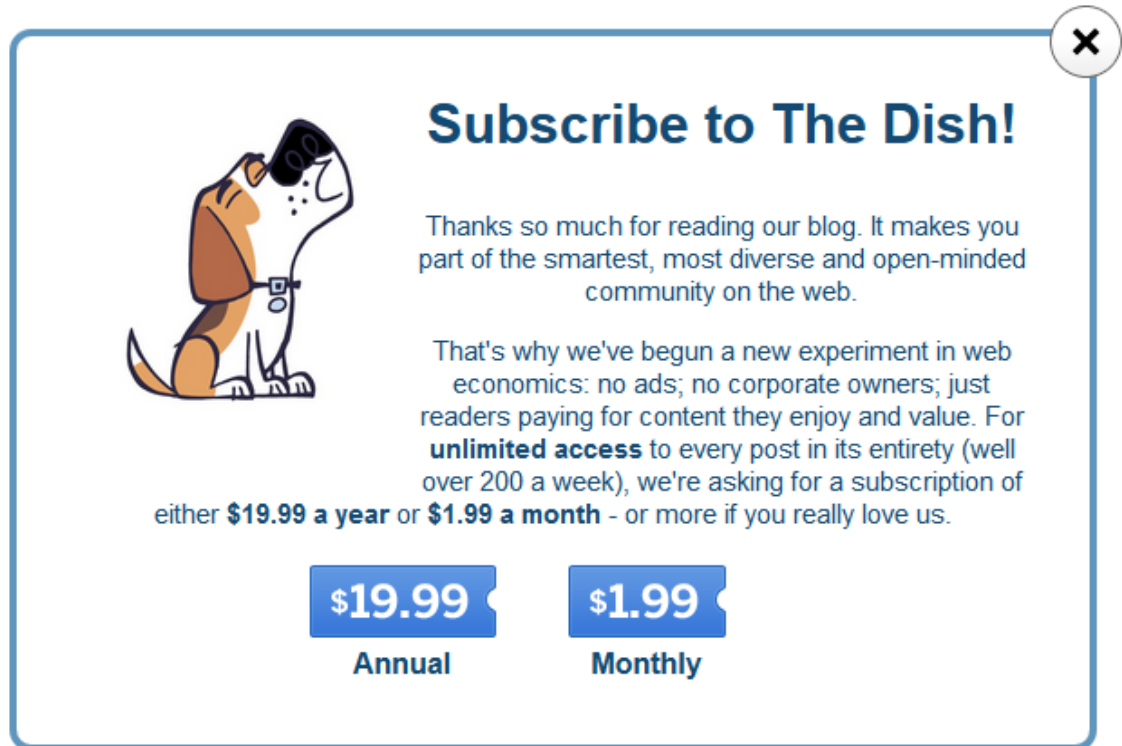 Subscribe to The Dish!
Thanks so much for reading our blog. It makes you
part of the smartest, most diverse and open-minded
community on the web.
That's why we've begun a new experiment in web
economics: no ads; no corporate owners; just
readers paying for content they enjoy and value. For
unlimited access to every post in its entirety (well
over 200 a week), we're asking for a subscription of
either $19.99 a year or $1.99 a month - or more if you really love us.
$19.99 $1.99
Annual Monthly